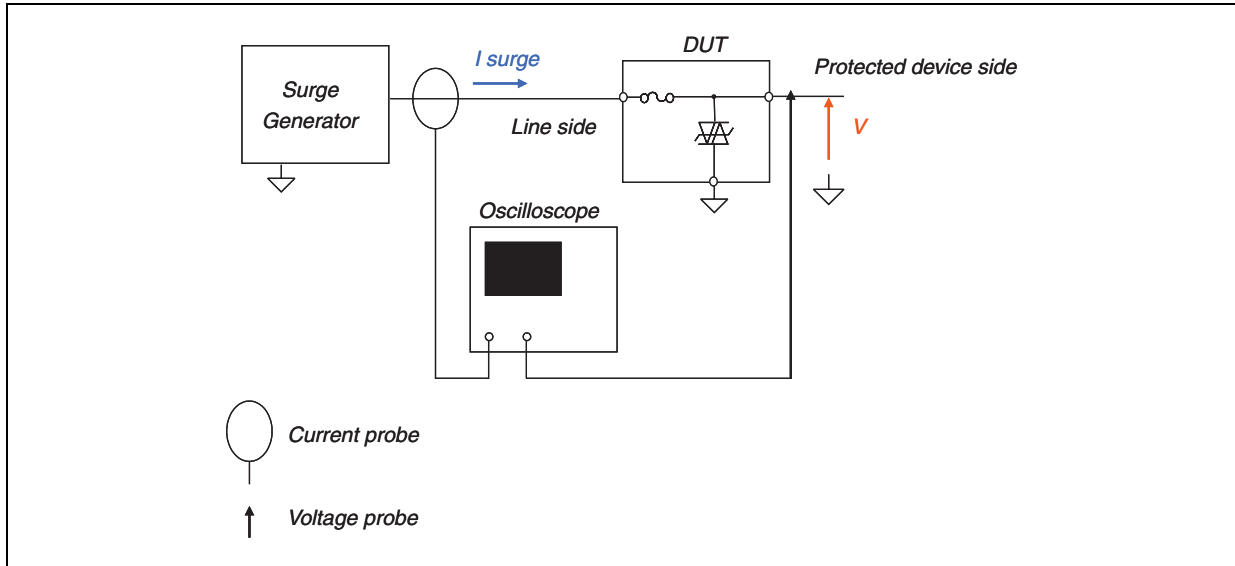 DUT
I surge
Protected device side
Surge
Generator
Line side
V
Oscilloscope
Current probe
Voltage probe